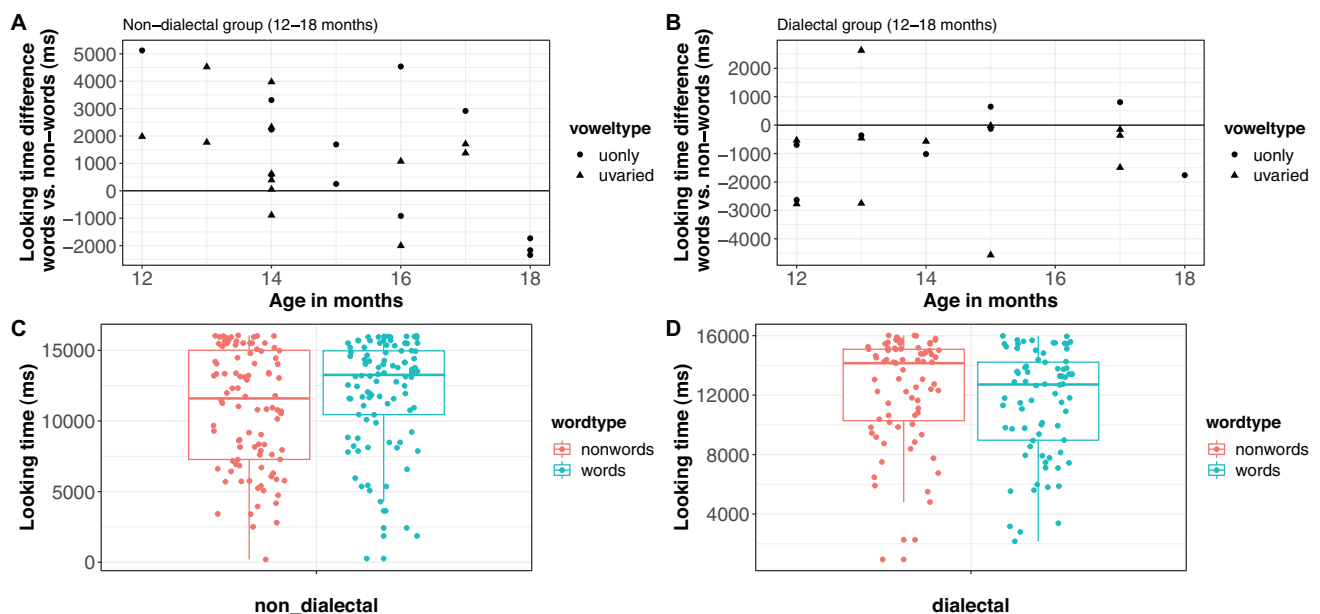 A
Non−dialectal group (12−18 months)
Looking time difference
words vs. non−words (ms)
5000
4000
3000
2000
1000
0
−1000
−2000
12
14
16
18
Age in months
voweltype
uonly
uvaried
B
Dialectal group (12−18 months)
Looking time difference
words vs. non−words (ms)
2000
1000
0
−1000
−2000
−3000
−4000
12
14
16
18
Age in months
voweltype
uonly
uvaried
C
Looking time (ms)
15000
10000
5000
0
non_dialectal
wordtype
nonwords
words
D
Looking time (ms)
16000
12000
8000
4000
dialectal
wordtype
nonwords
words